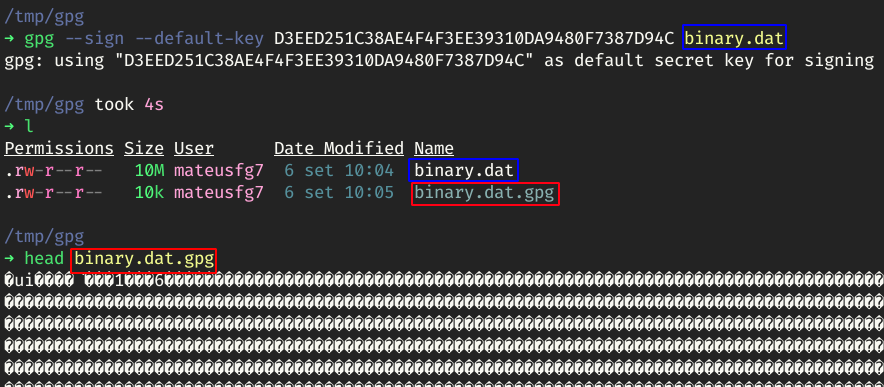 /tmp/gpg
→ gpg --sign --default-key D3EED251C38AE4F4F3EE39310DA9480F7387D94C binary.dat
gpg: using "D3EED251C38AE4F4F3EE39310DA9480F7387D94C" as default secret key for signing
/tmp/gpg took 4s
→ l
Permissions Size User Date Modified Name
.rw-r--r-- 10M mateusfg7 6 set 10:04 binary.dat
.rw-r--r-- 10k mateusfg7 6 set 10:05 binary.dat.gpg
/tmp/gpg
→ head binary.dat.gpg